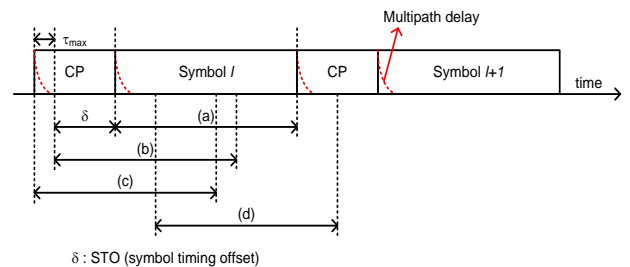 Multipath delay
τmax
CP
Symbol l
CP
Symbol l+1
time
δ
(a)
(b)
(c)
(d)
δ : STO (symbol timing offset)